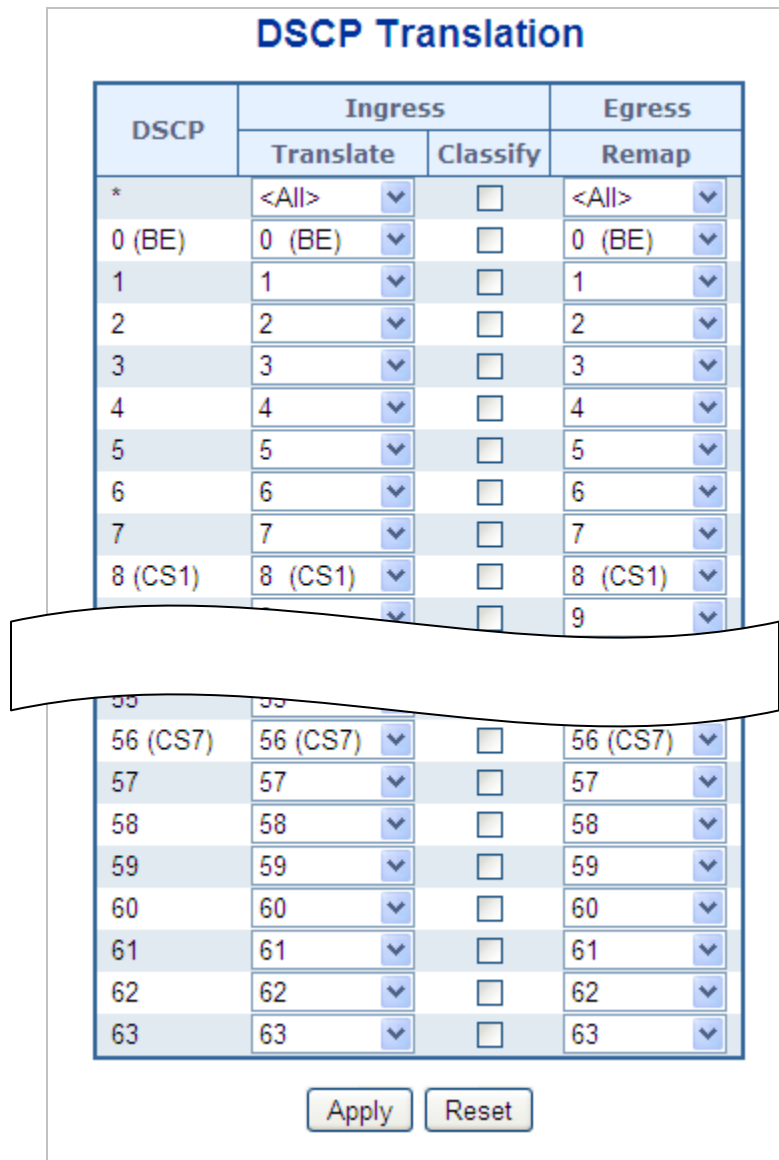 DSCP Translation
DSCP Ingress Egress
Translate Classify Remap
* <All> <All>
0 (BE) 0 (BE) 0 (BE)
1 1 1
2 2 2
3 3 3
4 4 4
5 5 5
6 6 6
7 7 7
8 (CS1) 8 (CS1) 8 (CS1)
9
56 (CS7) 56 (CS7) 56 (CS7)
57 57 57
58 58 58
59 59 59
60 60 60
61 61 61
62 62 62
63 63 63
Apply Reset